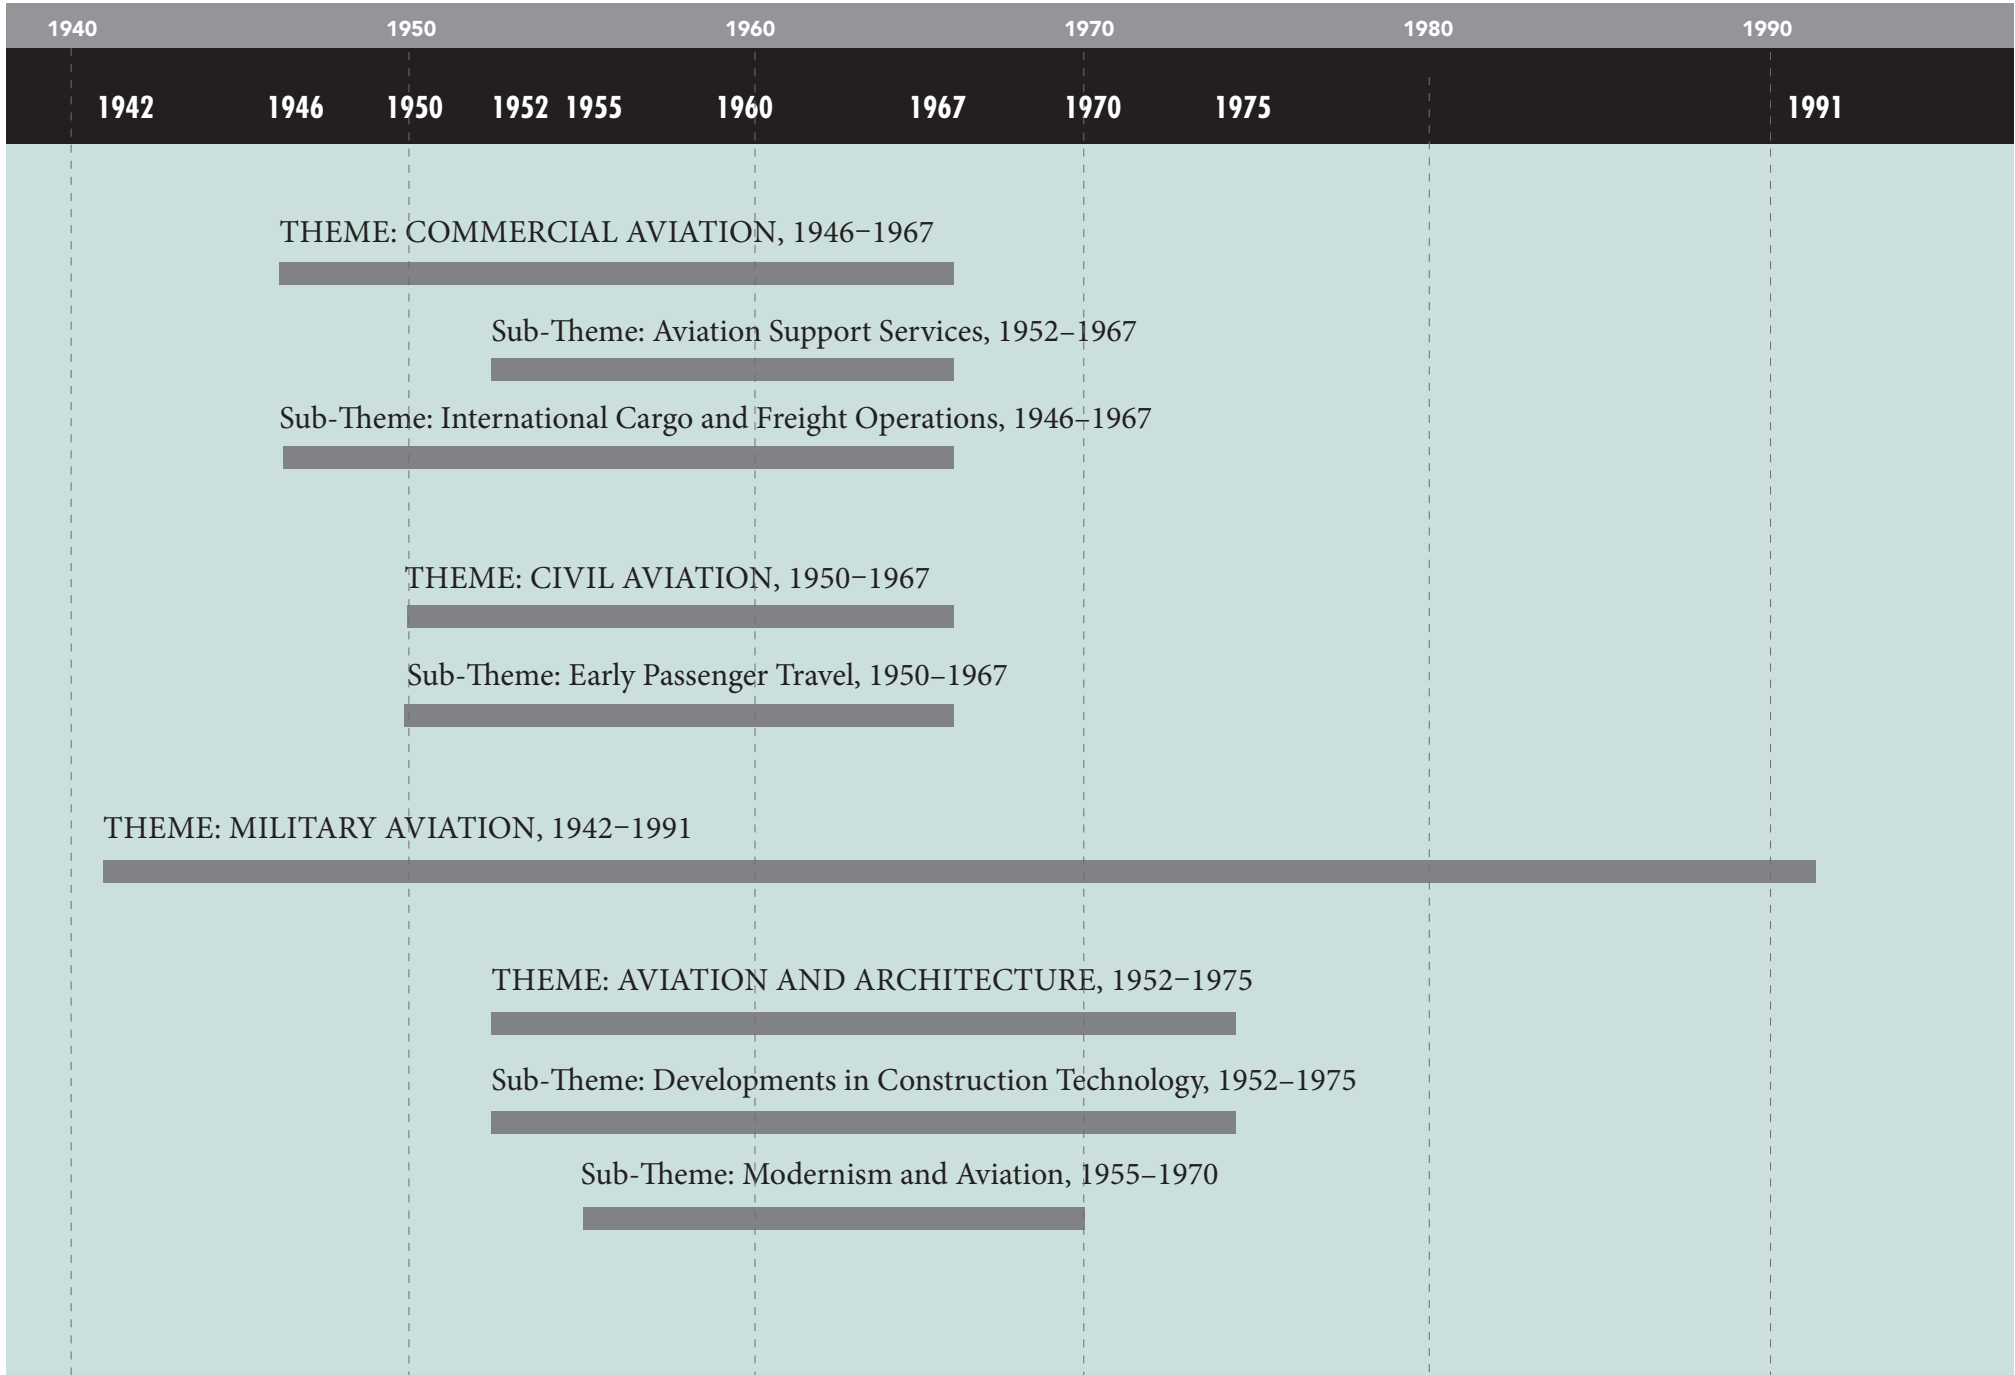 1940 1950 1960 1970 1980 1990
1942 1946 1950 1952 1955 1960 1967 1970 1975 1991
THEME: COMMERCIAL AVIATION, 1946–1967
Sub-Theme: Aviation Support Services, 1952–1967
Sub-Theme: International Cargo and Freight Operations, 1946–1967
THEME: CIVIL AVIATION, 1950–1967
Sub-Theme: Early Passenger Travel, 1950–1967
THEME: MILITARY AVIATION, 1942–1991
THEME: AVIATION AND ARCHITECTURE, 1952–1975
Sub-Theme: Developments in Construction Technology, 1952–1975
Sub-Theme: Modernism and Aviation, 1955–1970